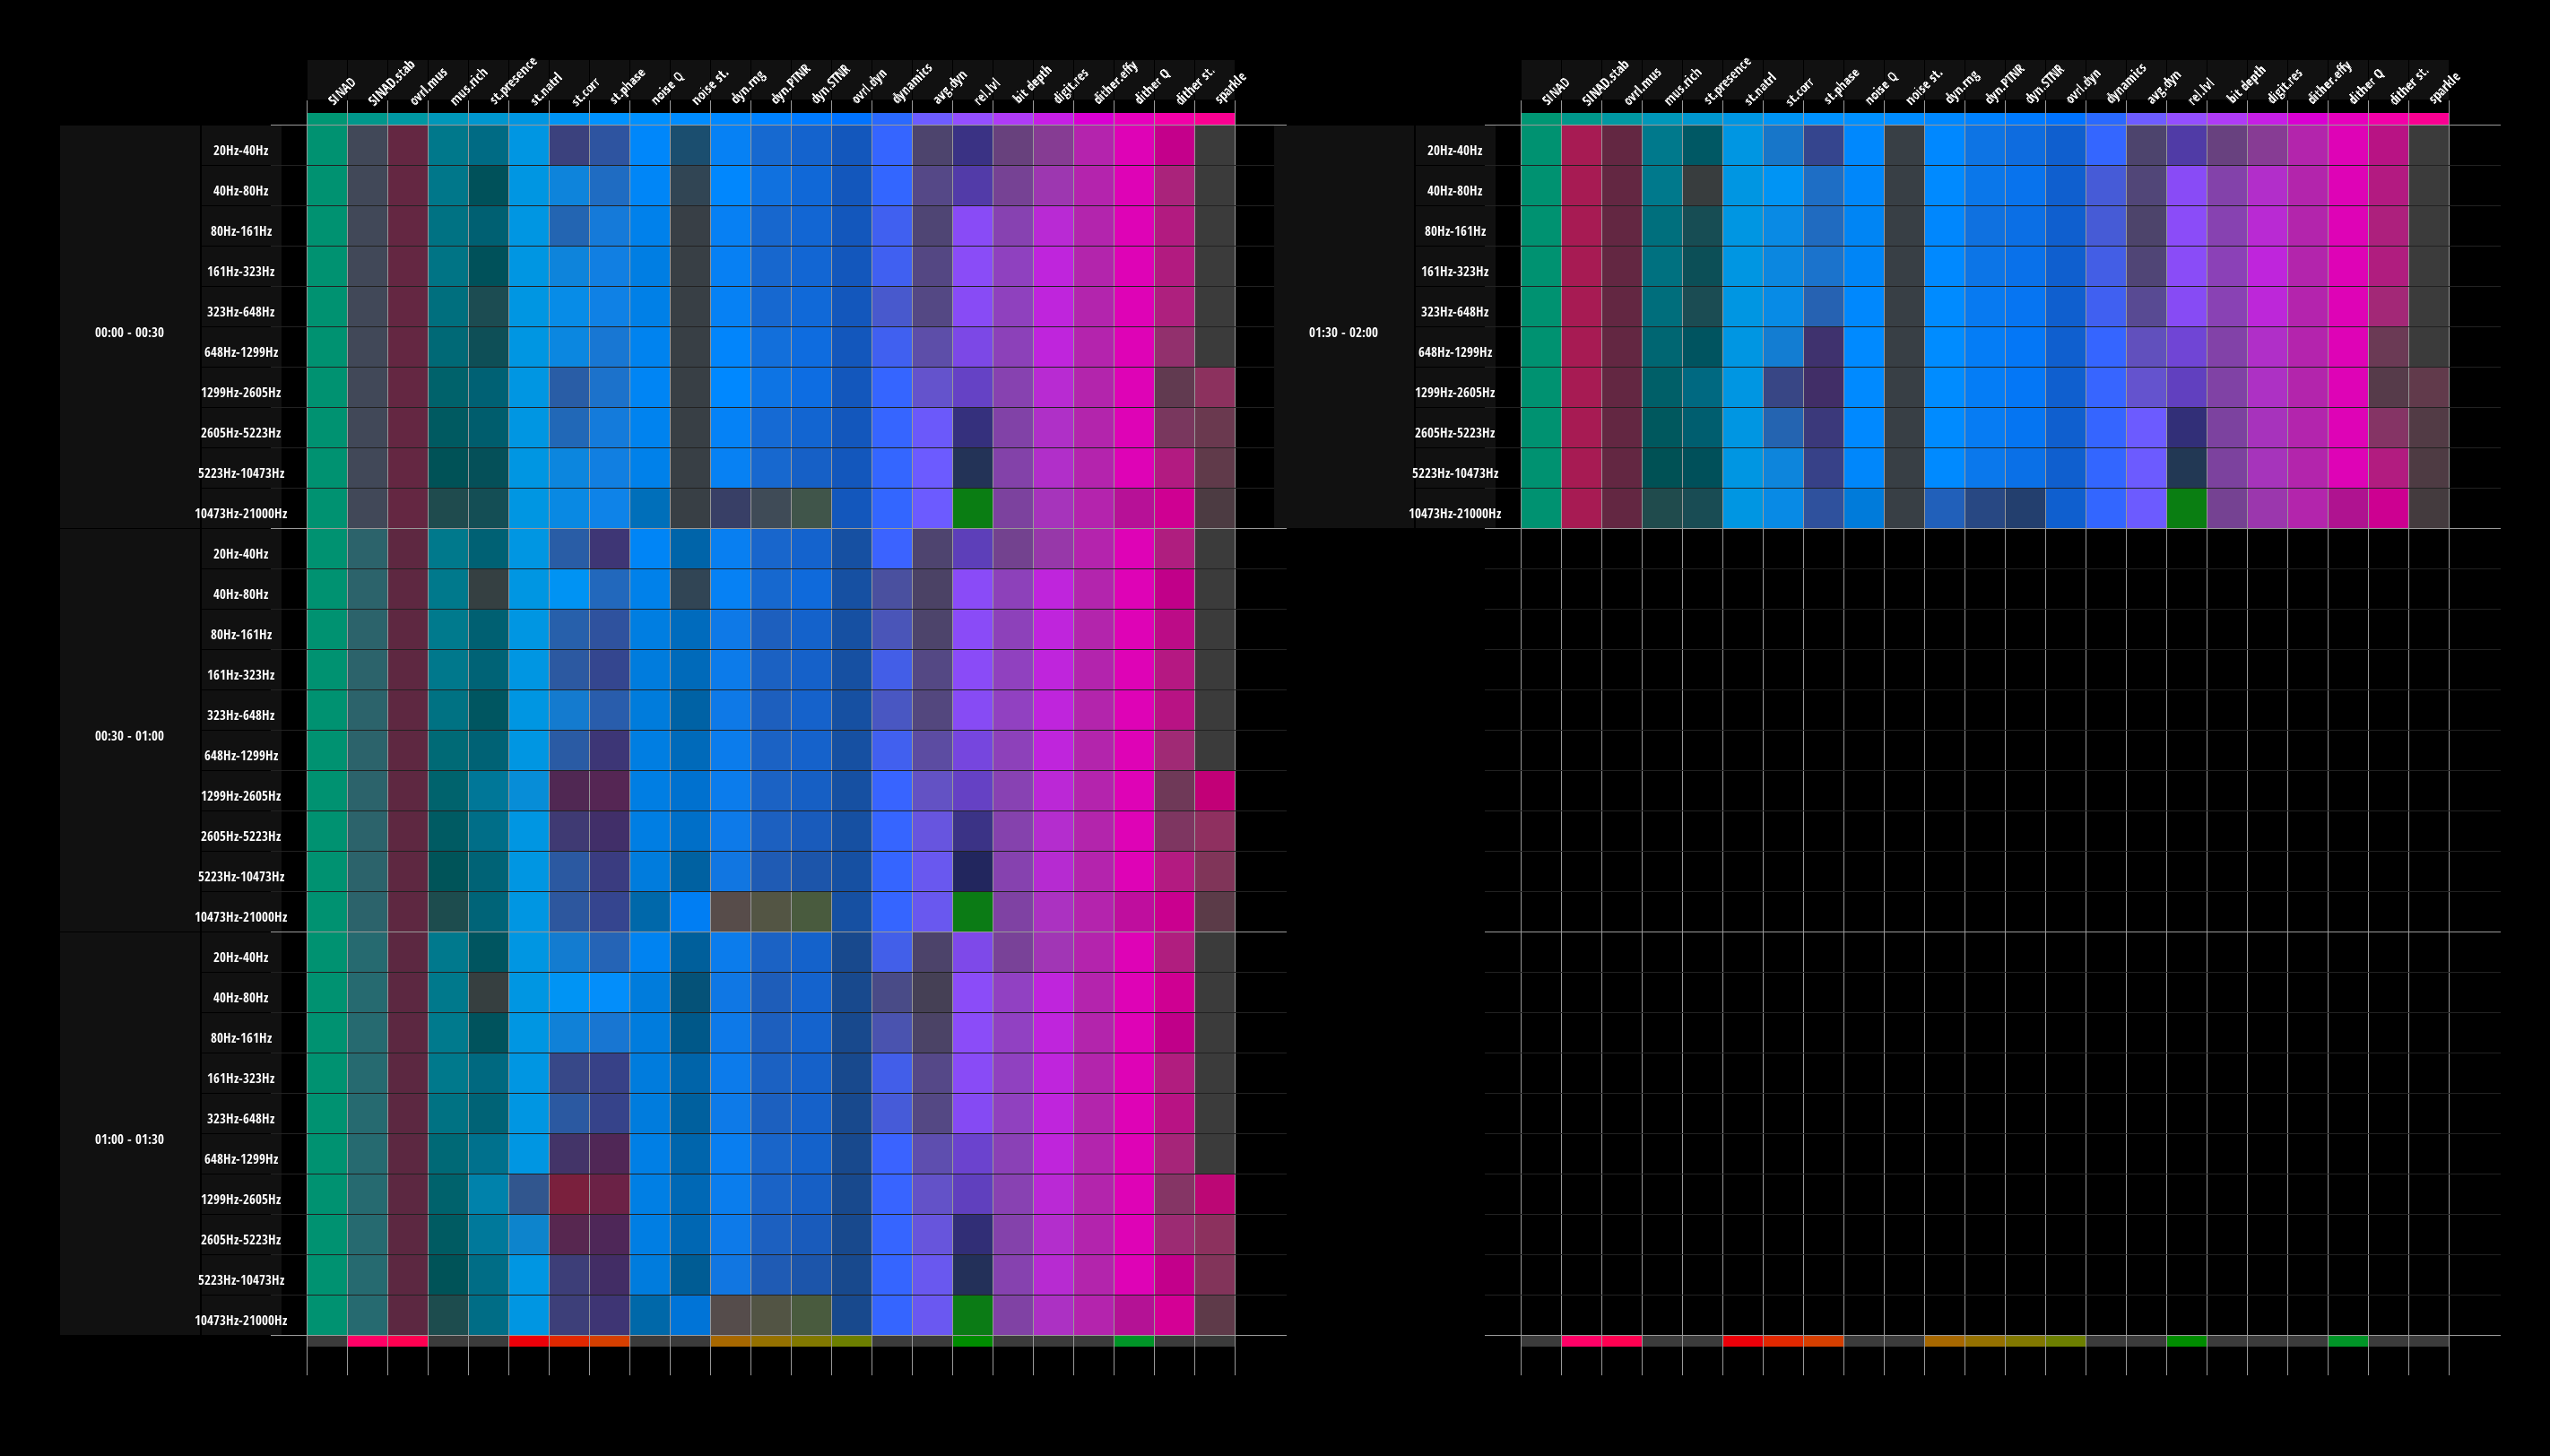 SINAD SINAD.stab ovrl.mus mus.rich st.presence st.natrl st.corr st.phase noise Q noise st. dyn.rng dyn.PTNR dyn.STNR ovrl.dyn dynamics avg.dyn rel.lvl bit depth digit.res dither.effy dither Q dither st. sparkle
00:00 - 00:30
20Hz-40Hz
40Hz-80Hz
80Hz-161Hz
161Hz-323Hz
323Hz-648Hz
648Hz-1299Hz
1299Hz-2605Hz
2605Hz-5223Hz
5223Hz-10473Hz
10473Hz-21000Hz
00:30 - 01:00
20Hz-40Hz
40Hz-80Hz
80Hz-161Hz
161Hz-323Hz
323Hz-648Hz
648Hz-1299Hz
1299Hz-2605Hz
2605Hz-5223Hz
5223Hz-10473Hz
10473Hz-21000Hz
01:00 - 01:30
20Hz-40Hz
40Hz-80Hz
80Hz-161Hz
161Hz-323Hz
323Hz-648Hz
648Hz-1299Hz
1299Hz-2605Hz
2605Hz-5223Hz
5223Hz-10473Hz
10473Hz-21000Hz
SINAD SINAD.stab ovrl.mus mus.rich st.presence st.natrl st.corr st.phase noise Q noise st. dyn.rng dyn.PTNR dyn.STNR ovrl.dyn dynamics avg.dyn rel.lvl bit depth digit.res dither.effy dither Q dither st. sparkle
01:30 - 02:00
20Hz-40Hz
40Hz-80Hz
80Hz-161Hz
161Hz-323Hz
323Hz-648Hz
648Hz-1299Hz
1299Hz-2605Hz
2605Hz-5223Hz
5223Hz-10473Hz
10473Hz-21000Hz